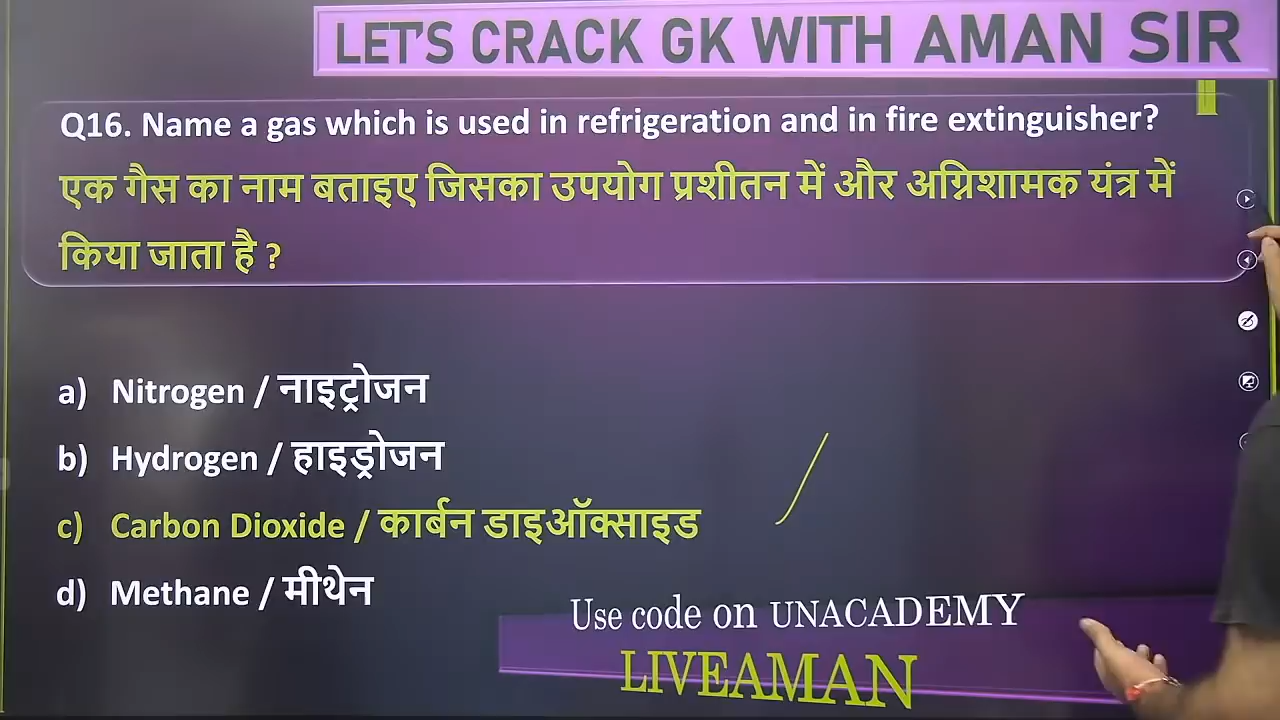 LET'S CRACK GK WITH AMAN SIR
Q16. Name a gas which is used in refrigeration and in fire extinguisher?
एक गैस का नाम बताइए जिसका उपयोग प्रशीतन में और अग्निशामक यंत्र में
किया जाता है ?
a) Nitrogen / नाइट्रोजन
b) Hydrogen / हाइड्रोजन
c) Carbon Dioxide / कार्बन डाइऑक्साइड
d) Methane / मीथेन
Use code on UNACADEMY
LIVEAMAN